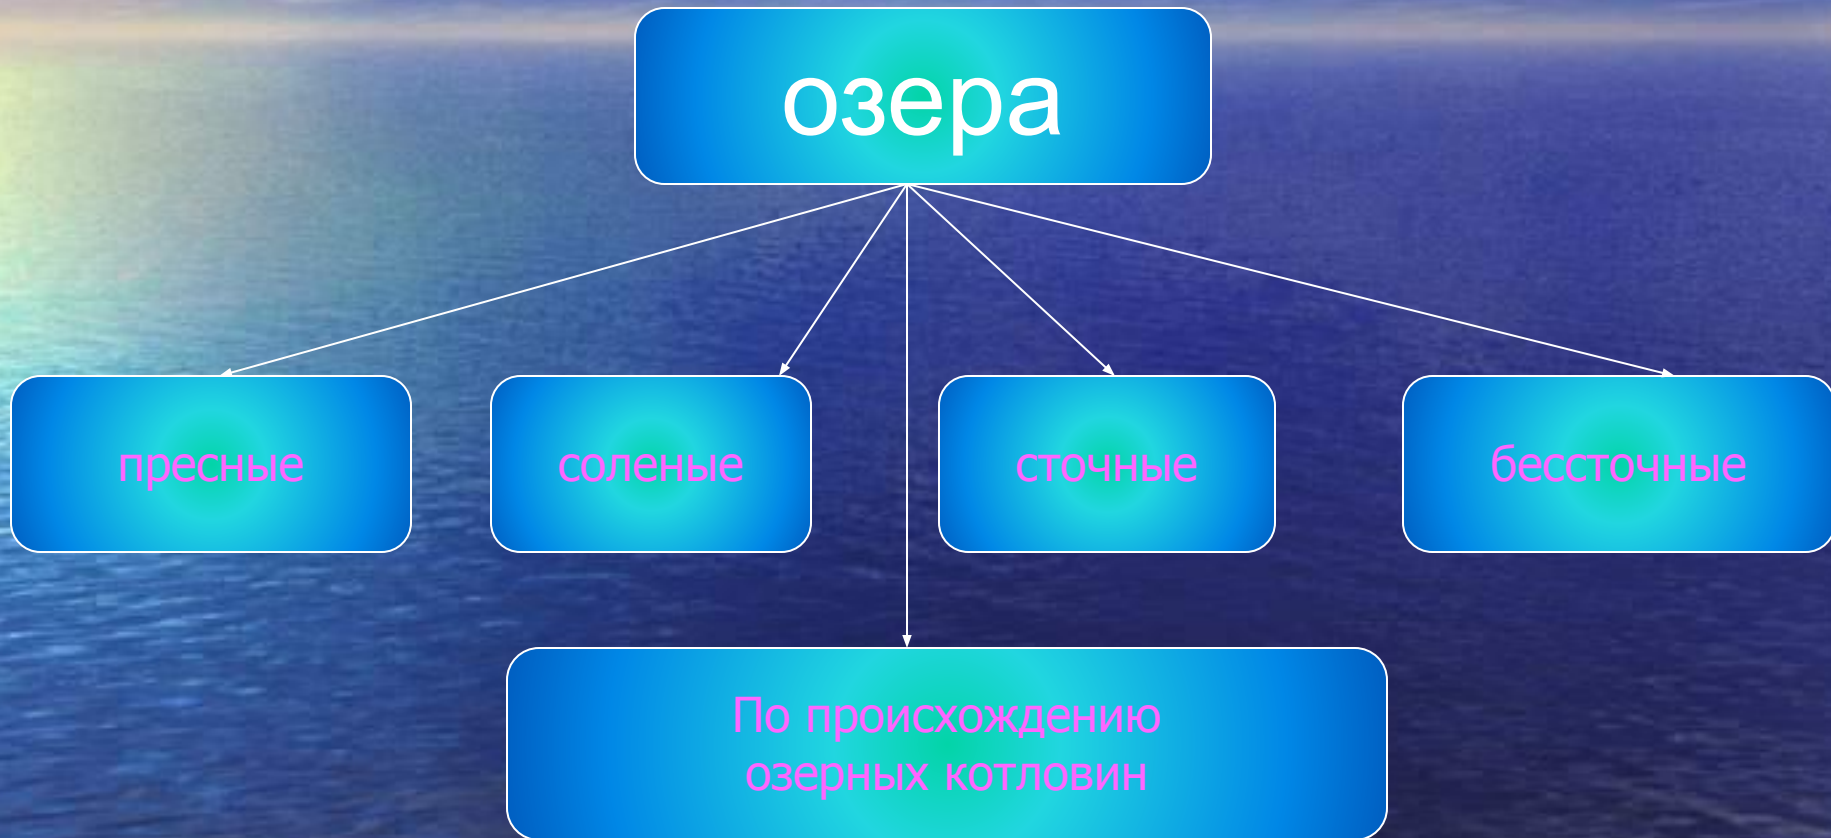 озера
пресные
соленые
сточные
бессточные
По происхождению
озерных котловин